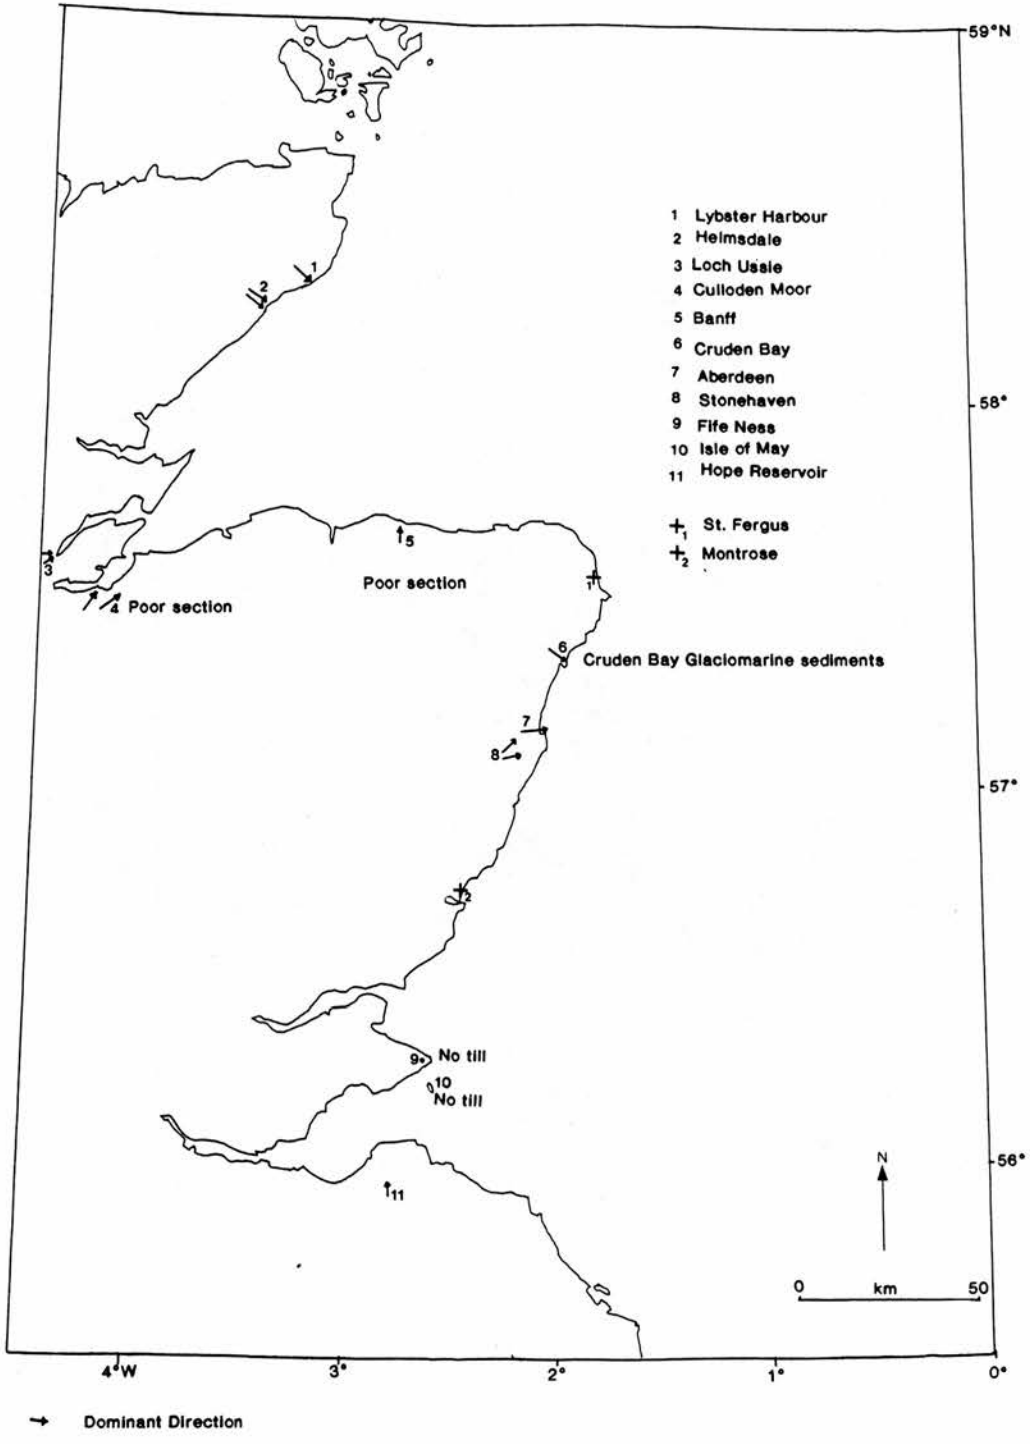 59°N
1 Lybster Harbour
2 Helmsdale
3 Loch Ussie
4 Culloden Moor
5 Banff
6 Cruden Bay
7 Aberdeen
8 Stonehaven
9 Fife Ness
10 Isle of May
11 Hope Reservoir
+1 St. Fergus
+2 Montrose
1
2
58°
3
4 Poor section
5
Poor section
1
6
Cruden Bay Glaciomarine sediments
7
8
57°
2
9 No till
10
No till
56°
11
N
0 km 50
4°W 3° 2° 1° 0°
→ Dominant Direction